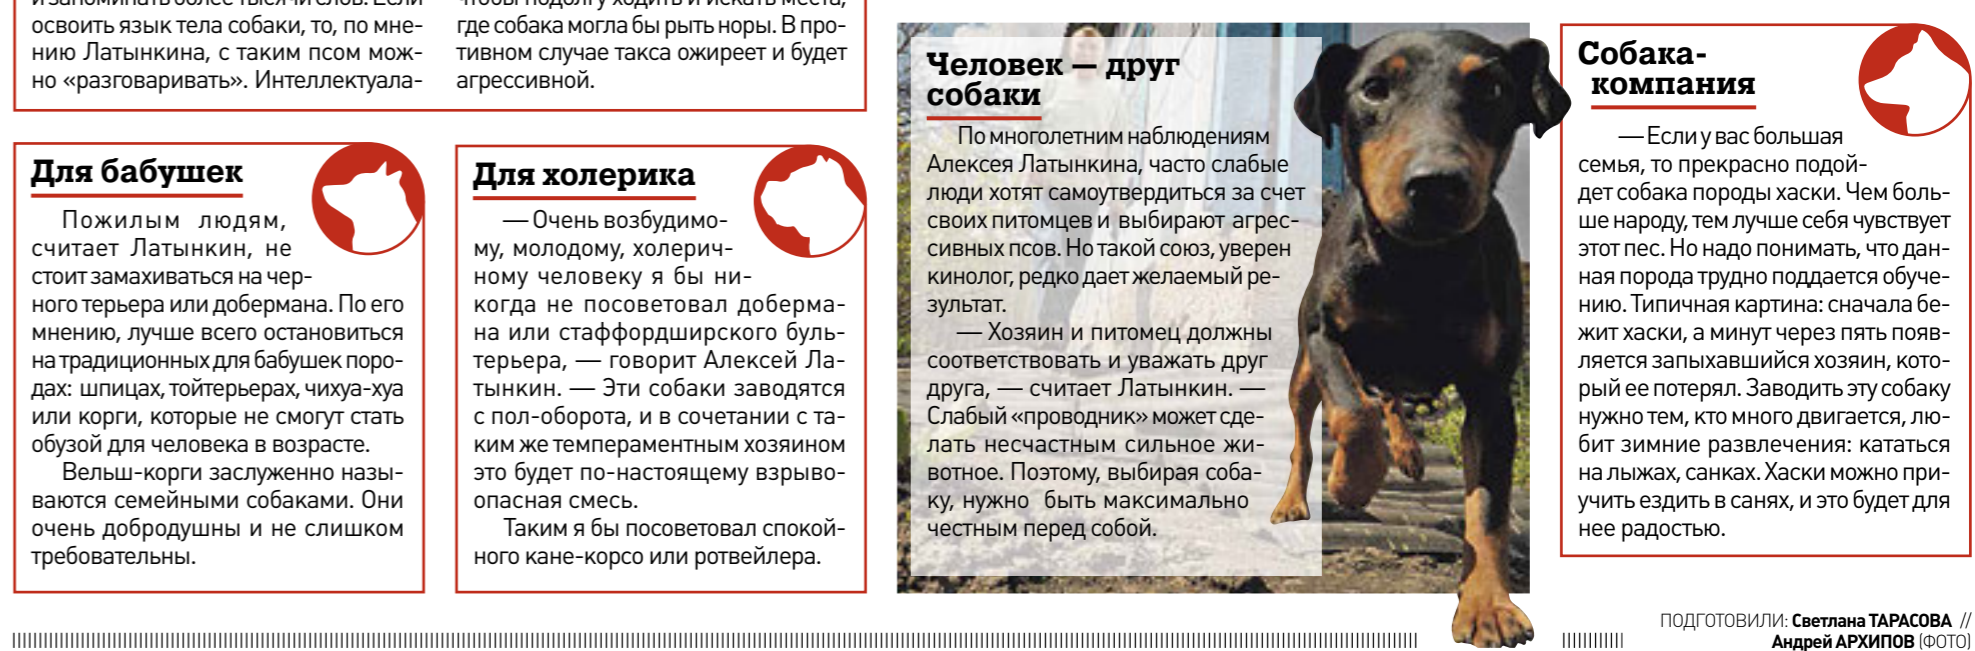 и запоминать более тысячи слов. Если
освоить язык тела собаки, то, по мне-
нию Латынкина, с таким псом мож-
но «разговаривать». Интеллектуала-
чтобы подолгу ходить и искать места,
где собака могла бы рыть норы. В про-
тивном случае такса ожиреет и будет
агрессивной.
Для бабушек
Пожилым людям,
считает Латынкин, не
стоит замахиваться на чер-
ного терьера или добермана. По его
мнению, лучше всего остановиться
на традиционных для бабушек поро-
дах: шпицах, тойтерьерах, чихуа-хуа
или корги, которые не смогут стать
обузой для человека в возрасте.
Вельш-корги заслуженно назы-
ваются семейными собаками. Они
очень добродушны и не слишком
требовательны.
Для холерика
— Очень возбудимо-
му, молодому, холерич-
ному человеку я бы ни-
когда не посоветовал доберма-
на или стаффордширского буль-
терьера, — говорит Алексей Ла-
тынкин. — Эти собаки заводятся
с пол-оборота, и в сочетании с та-
ким же темпераментным хозяином
это будет по-настоящему взрыво-
опасная смесь.
Таким я бы посоветовал спокой-
ного кане-корсо или ротвейлера.
Человек — друг
собаки
По многолетним наблюдениям
Алексея Латынкина, часто слабые
люди хотят самоутвердиться за счет
своих питомцев и выбирают агрес-
сивных псов. Но такой союз, уверен
кинолог, редко дает желаемый ре-
зультат.
— Хозяин и питомец должны
соответствовать и уважать друг
друга, — считает Латынкин. —
Слабый «проводник» может сде-
лать несчастным сильное жи-
вотное. Поэтому, выбирая соба-
ку, нужно быть максимально
честным перед собой.
Собака-
компания
— Если у вас большая
семья, то прекрасно подой-
дет собака породы хаски. Чем боль-
ше народу, тем лучше себя чувствует
этот пес. Но надо понимать, что дан-
ная порода трудно поддается обуче-
нию. Типичная картина: сначала бе-
жит хаски, а минут через пять появ-
ляется запыхавшийся хозяин, кото-
рый ее потерял. Заводить эту собаку
нужно тем, кто много двигается, лю-
бит зимние развлечения: кататься
на лыжах, санках. Хаски можно при-
учить ездить в санях, и это будет для
нее радостью.
ПОДГОТОВИЛИ: Светлана ТАРАСОВА //
Андрей АРХИПОВ (ФОТО)